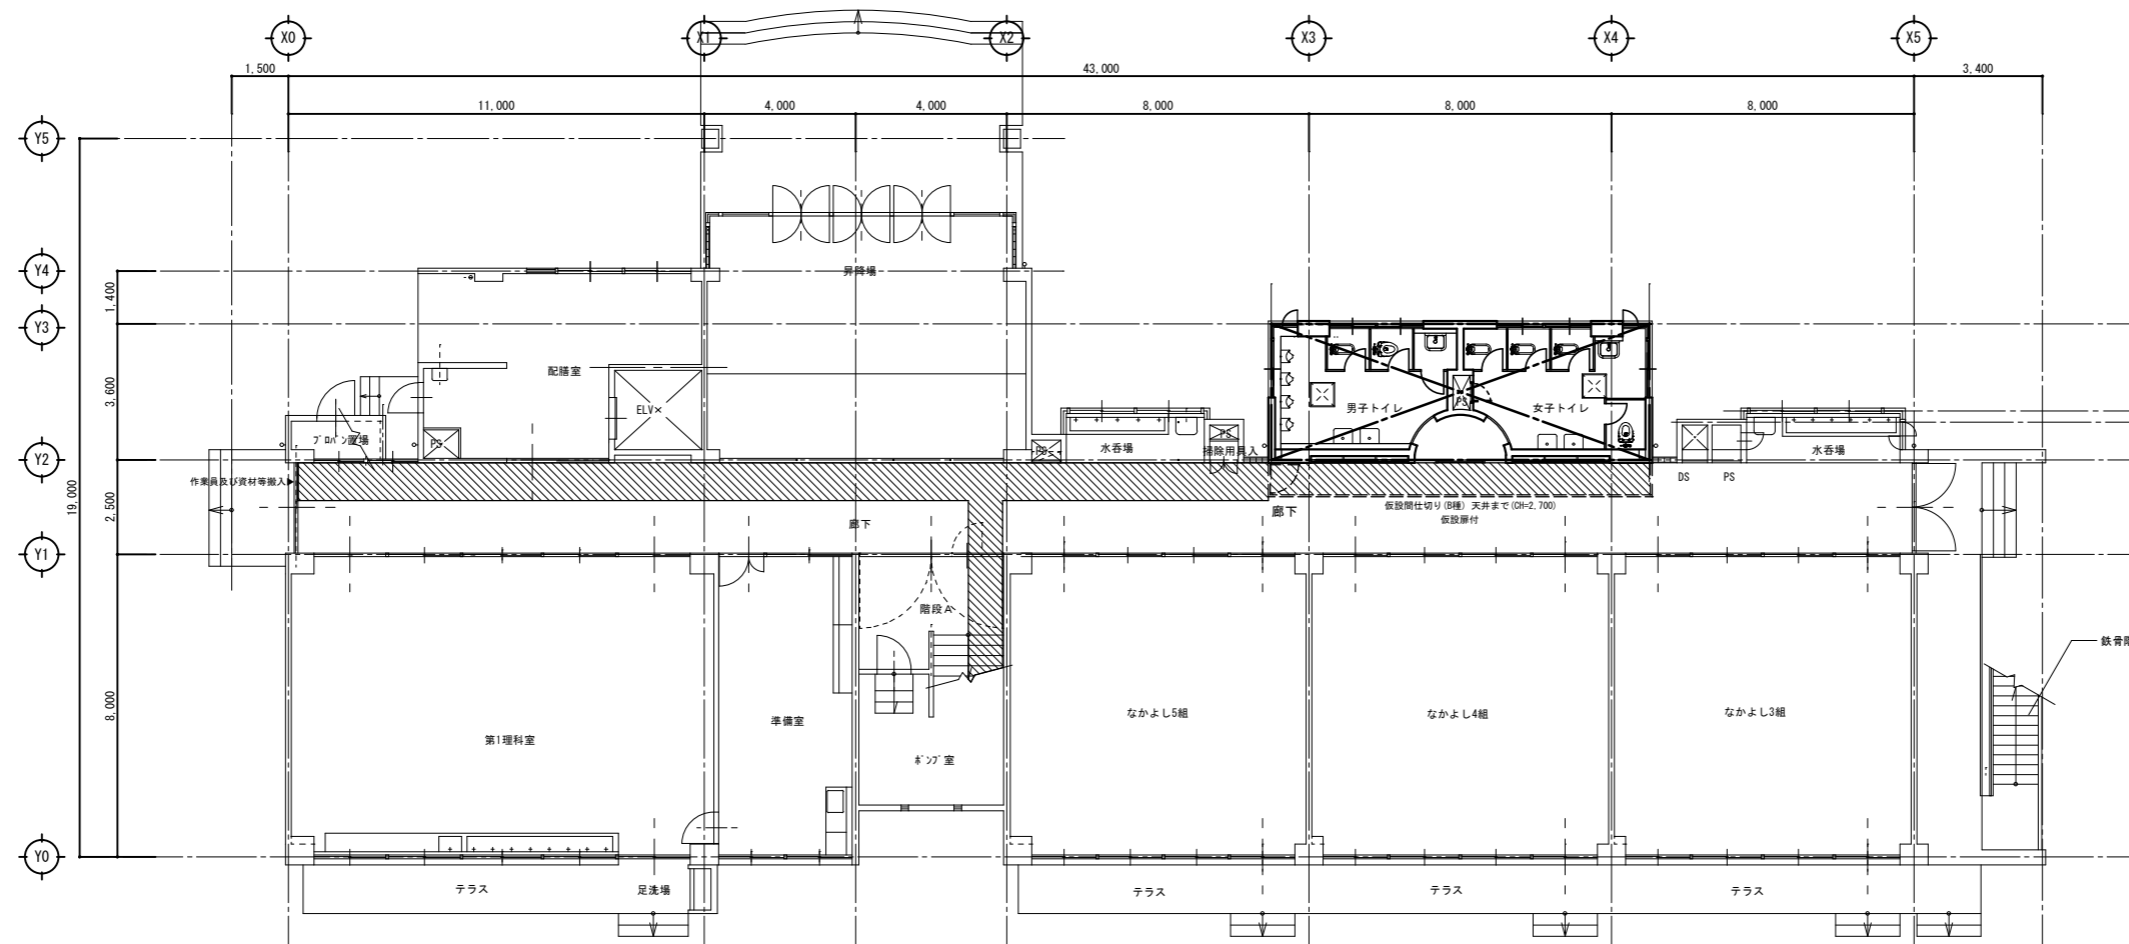 X0
X1
X2
X3
X4
X5
1,500
43,000
3,400
11,000
4,000
4,000
8,000
8,000
8,000
Y5
Y4
Y3
Y2
Y1
Y0
19,000
1,400
3,600
2,500
8,000
昇降場
配膳室
ELV
プロパン置場
PS
PS
水呑場
PS
掃除用具入
男子トイレ
PS
女子トイレ
水呑場
DS
PS
作業員及び資材等搬入
廊下
廊下
仮設間仕切り(B種) 天井まで(CH=2,700)
仮設扉付
階段A
第1理科室
準備室
ポンプ室
なかよし5組
なかよし4組
なかよし3組
鉄骨階
テラス
足洗場
テラス
テラス
テラス